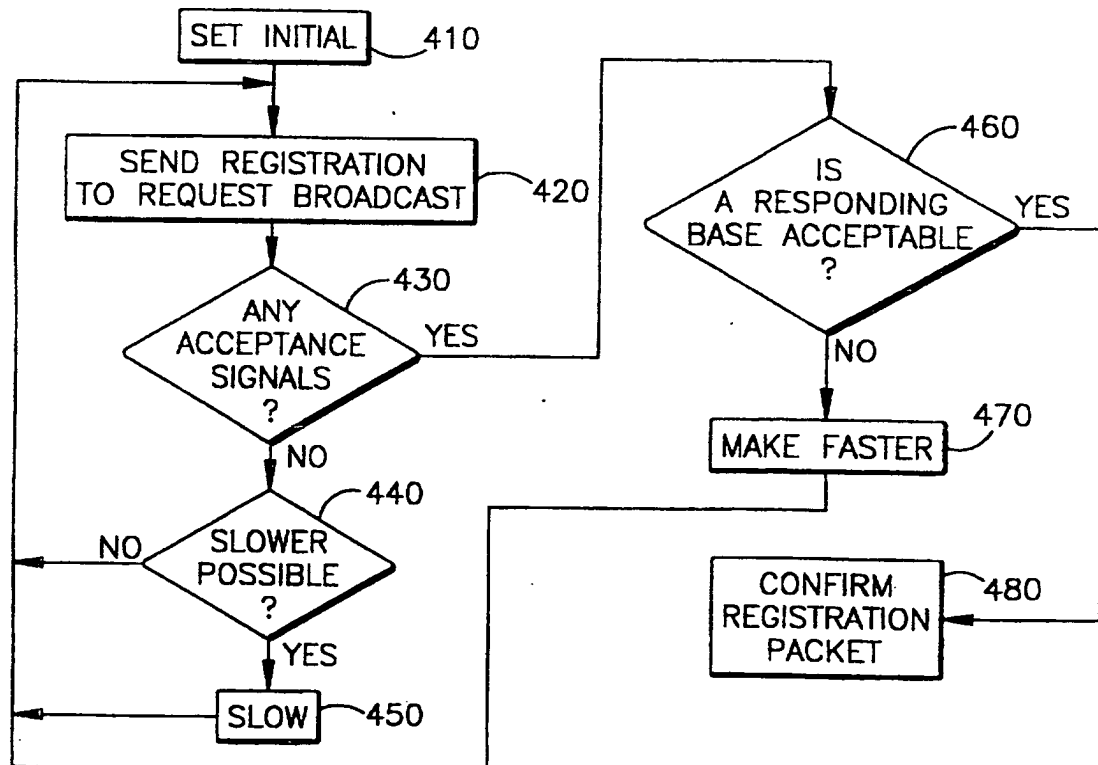 SET INITIAL
410
SEND REGISTRATION
TO REQUEST BROADCAST
420
ANY
ACCEPTANCE
SIGNALS
?
430
YES
NO
SLOWER
POSSIBLE
?
440
NO
YES
SLOW
450
IS
A RESPONDING
BASE ACCEPTABLE
?
460
YES
NO
MAKE FASTER
470
CONFIRM
REGISTRATION
PACKET
480